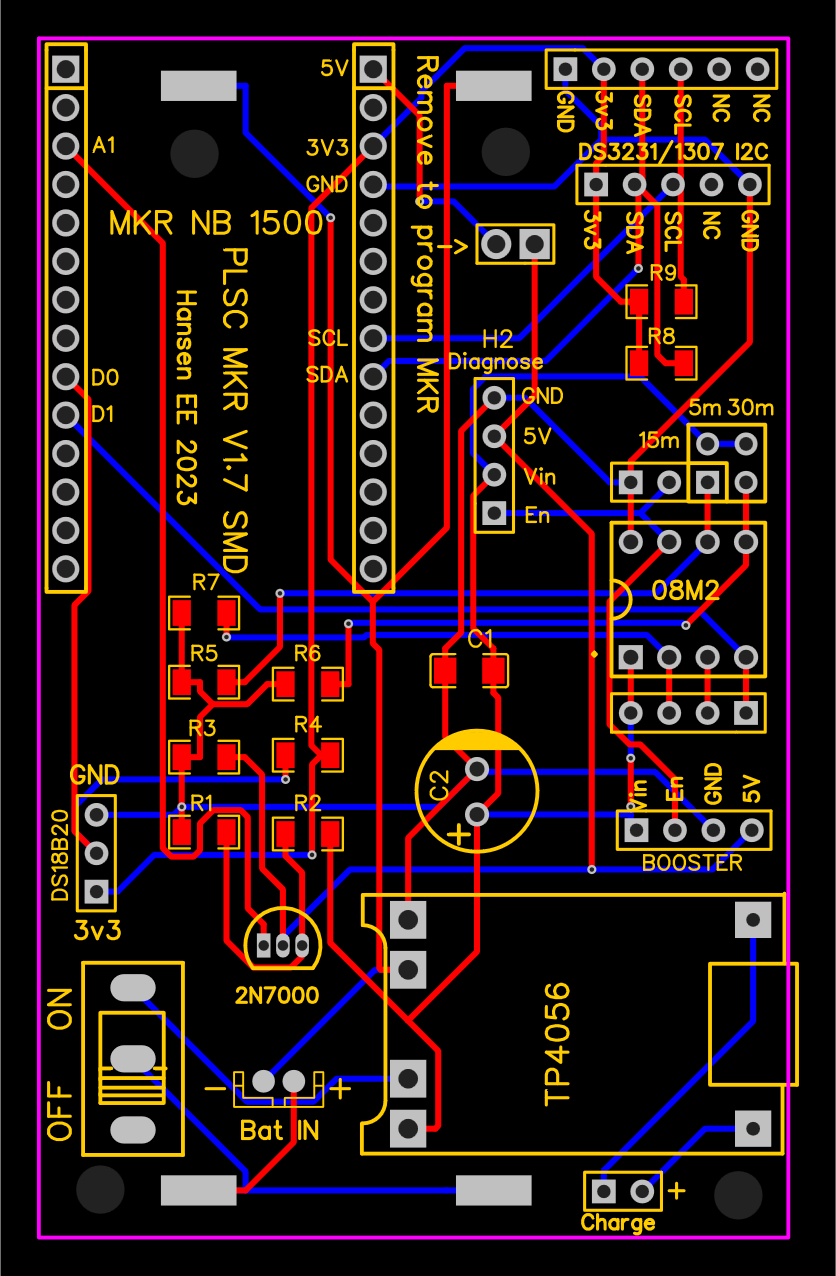 5V
GND
3v3
SDA
SCL
NC
NC
Remove to program MKR
A1
3V3
DS3231/1307 I2C
GND
MKR NB 1500
3v3
SDA
SCL
NC
GND
->
PLSC MKR V1.7 SMD
Hansen EE 2023
R9
SCL
H2
R8
Diagnose
SDA
D0
GND
5m 30m
D1
5V
15m
Vin
En
R7
08M2
R5
R6
C1
R3
R4
GND
C2
Vin
En
GND
5V
R1
R2
+
DS18B20
BOOSTER
3v3
2N7000
ON
OFF
TP4056
-
+
Bat IN
+
Charge